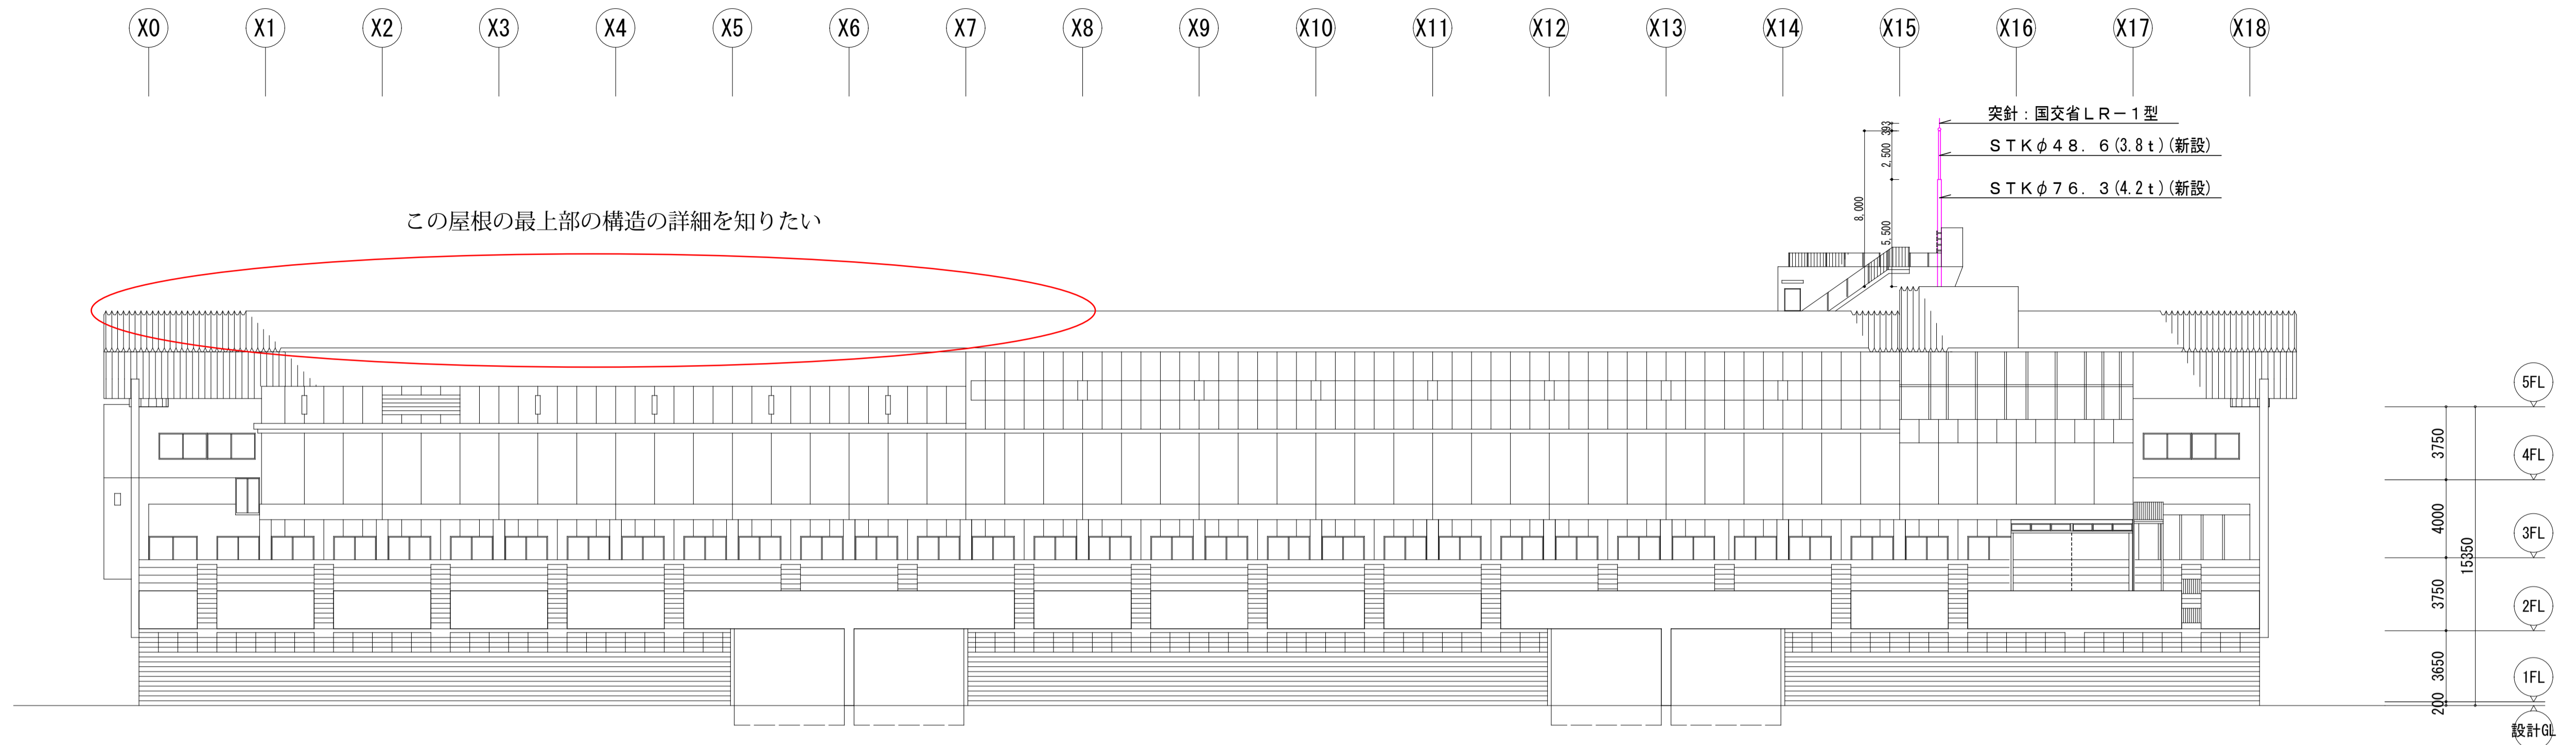 X0 X1 X2 X3 X4 X5 X6 X7 X8 X9 X10 X11 X12 X13 X14 X15 X16 X17 X18
突針：国交省ＬＲ－１型
393
ＳＴＫφ４８．６(3.8ｔ)(新設)
2,500
ＳＴＫφ７６．３(4.2ｔ)(新設)
8,000
5,500
この屋根の最上部の構造の詳細を知りたい
5FL
3750
4FL
4000
3FL
15350
3750
2FL
3650
1FL
200
設計GL